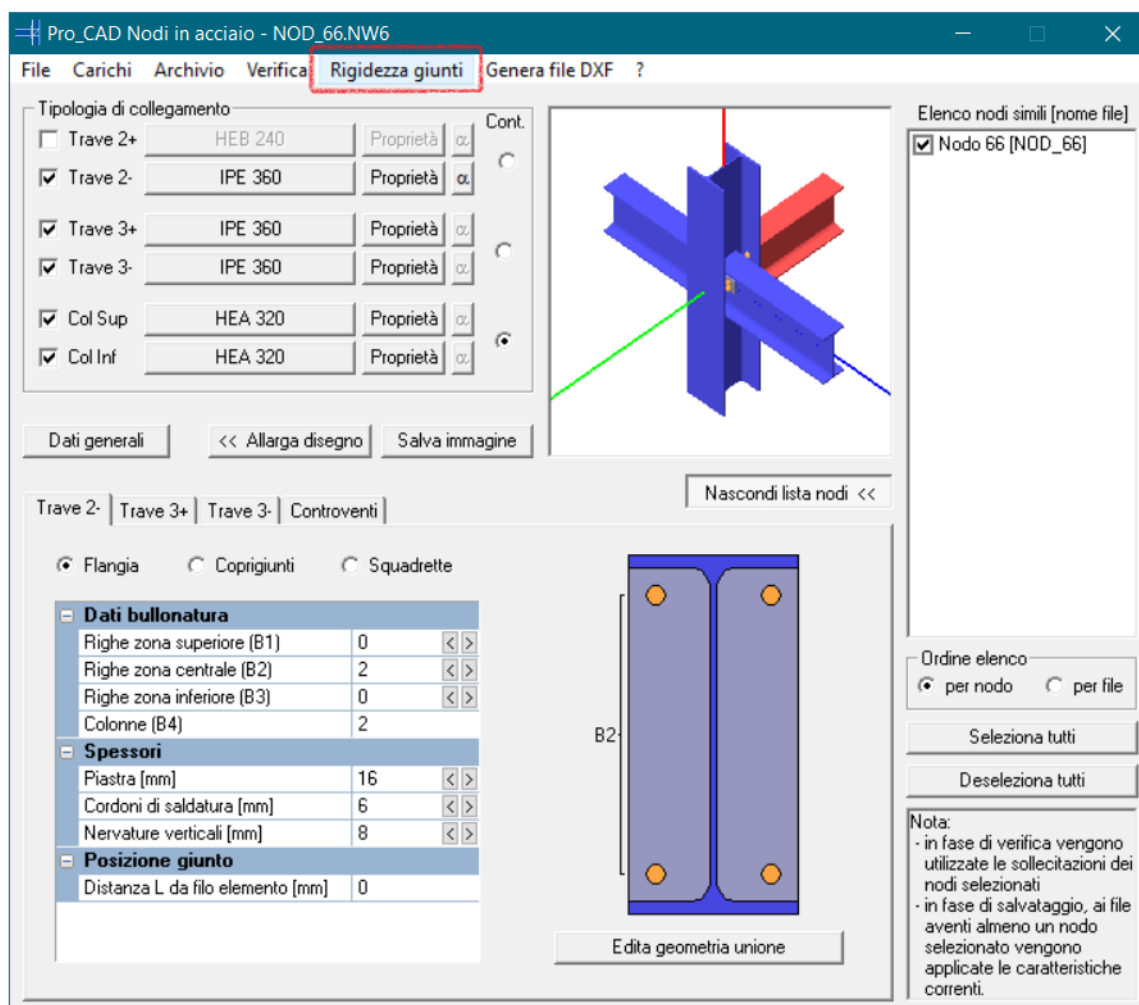 Pro_CAD Nodi in acciaio - NOD_66.NW6
File Carichi Archivio Verifica Rigidezza giunti Genera file DXF ?
Tipologia di collegamento
Cont.
Trave 2+ HEB 240 Proprietà α
Trave 2- IPE 360 Proprietà α
Trave 3+ IPE 360 Proprietà α
Trave 3- IPE 360 Proprietà α
Col Sup HEA 320 Proprietà α
Col Inf HEA 320 Proprietà α
Dati generali << Allarga disegno Salva immagine
Elenco nodi simili [nome file]
Nodo 66 [NOD_66]
Nascondi lista nodi <<
Trave 2- Trave 3+ Trave 3- Controventi
Flangia Coprigiunti Squadrette
Dati bullonatura
Righe zona superiore (B1) 0 < >
Righe zona centrale (B2) 2 < >
Righe zona inferiore (B3) 0 < >
Colonne (B4) 2
Spessori
Piastra [mm] 16 < >
Cordoni di saldatura [mm] 6 < >
Nervature verticali [mm] 8 < >
Posizione giunto
Distanza L da filo elemento [mm] 0
B2
Edita geometria unione
Ordine elenco
per nodo per file
Seleziona tutti
Deseleziona tutti
Nota:
- in fase di verifica vengono
utilizzate le sollecitazioni dei
nodi selezionati
- in fase di salvataggio, ai file
aventi almeno un nodo
selezionato vengono
applicate le caratteristiche
correnti.